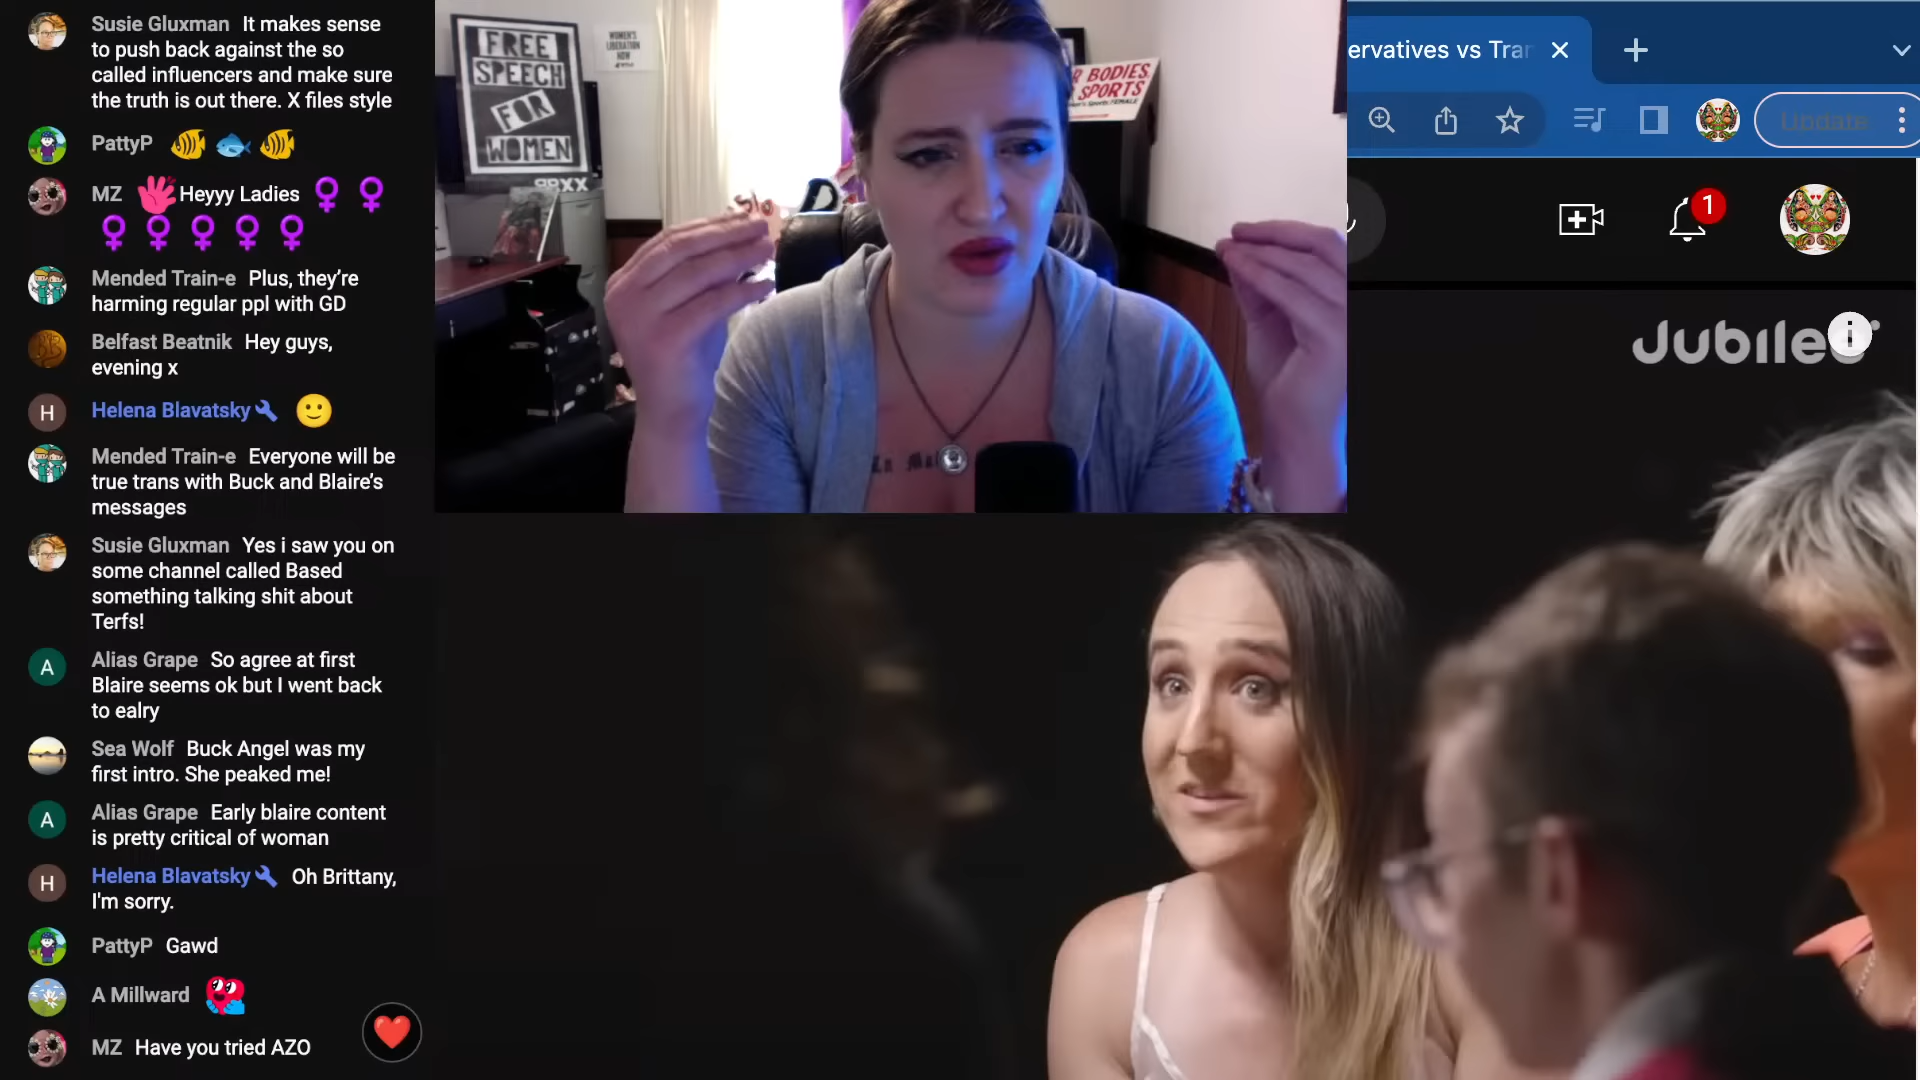 Susie Gluxman It makes sense
to push back against the so
called influencers and make sure
the truth is out there. X files style
PattyP
MZ Heyyy Ladies
Mended Train-e Plus, they're
harming regular ppl with GD
Belfast Beatnik Hey guys,
evening x
H Helena Blavatsky
Mended Train-e Everyone will be
true trans with Buck and Blaire's
messages
Susie Gluxman Yes i saw you on
some channel called Based
something talking shit about
Terfs!
A Alias Grape So agree at first
Blaire seems ok but I went back
to ealry
Sea Wolf Buck Angel was my
first intro. She peaked me!
A Alias Grape Early blaire content
is pretty critical of woman
H Helena Blavatsky Oh Brittany,
I'm sorry.
PattyP Gawd
A Millward
MZ Have you tried AZO
FREE
SPEECH
FOR
WOMEN
WOMEN'S
LIBERATION
NOW
R BODIES,
SPORTS
ervatives vs Tran
Update
1
Jubilee